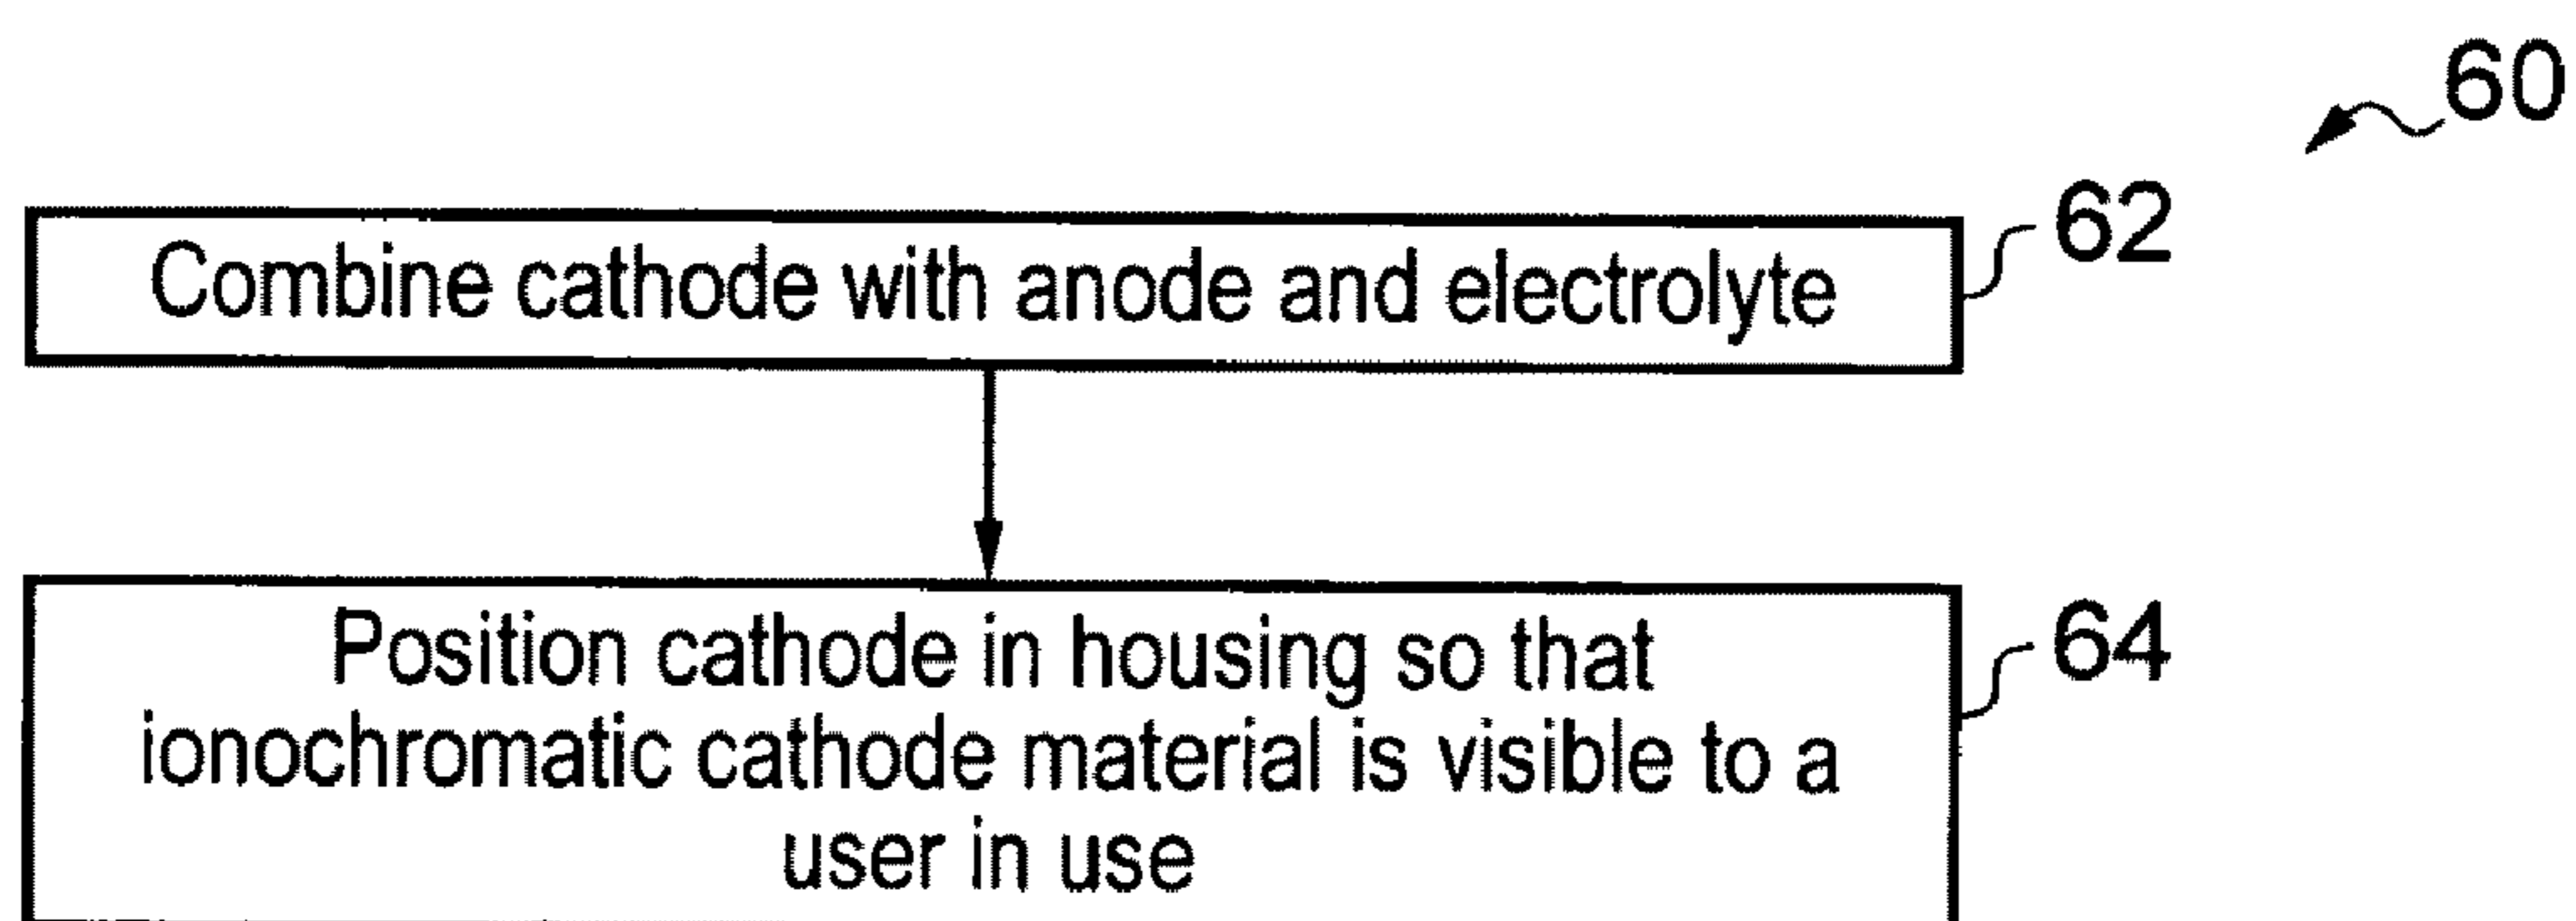 60
Combine cathode with anode and electrolyte
62
Position cathode in housing so that
ionochromatic cathode material is visible to a
user in use
64